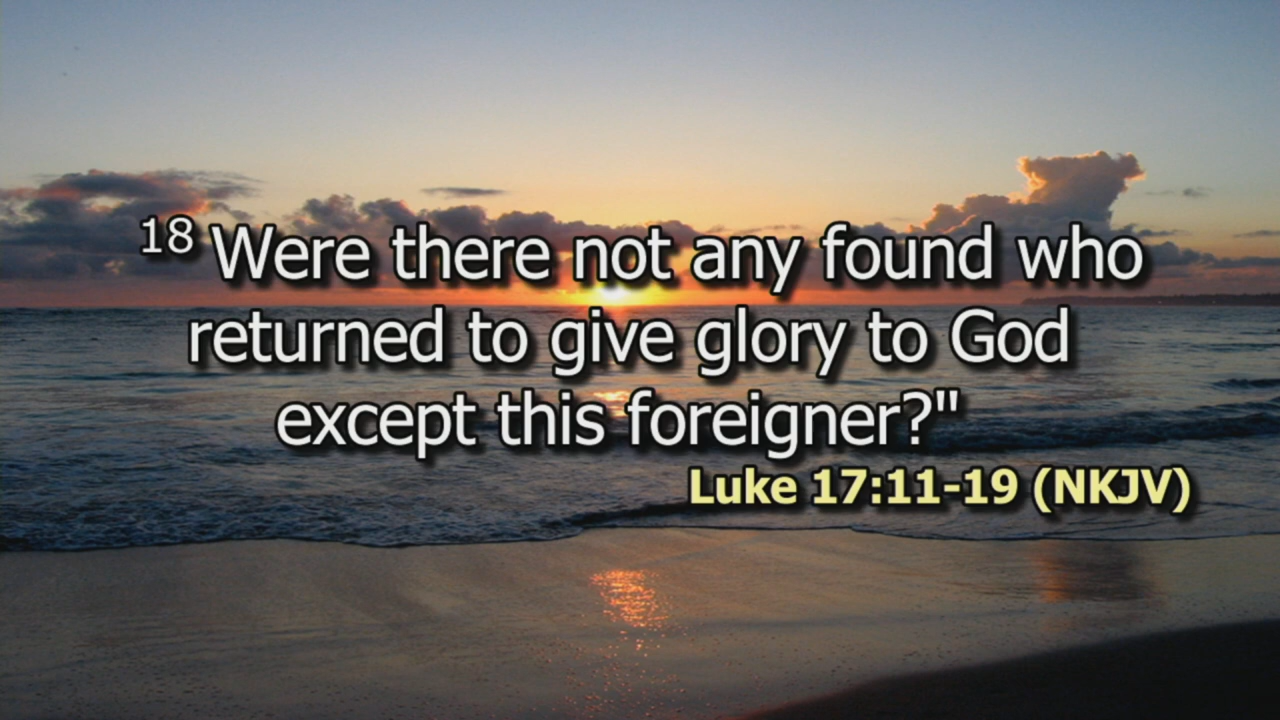 18 Were there not any found who
returned to give glory to God
except this foreigner?"
Luke 17:11-19 (NKJV)